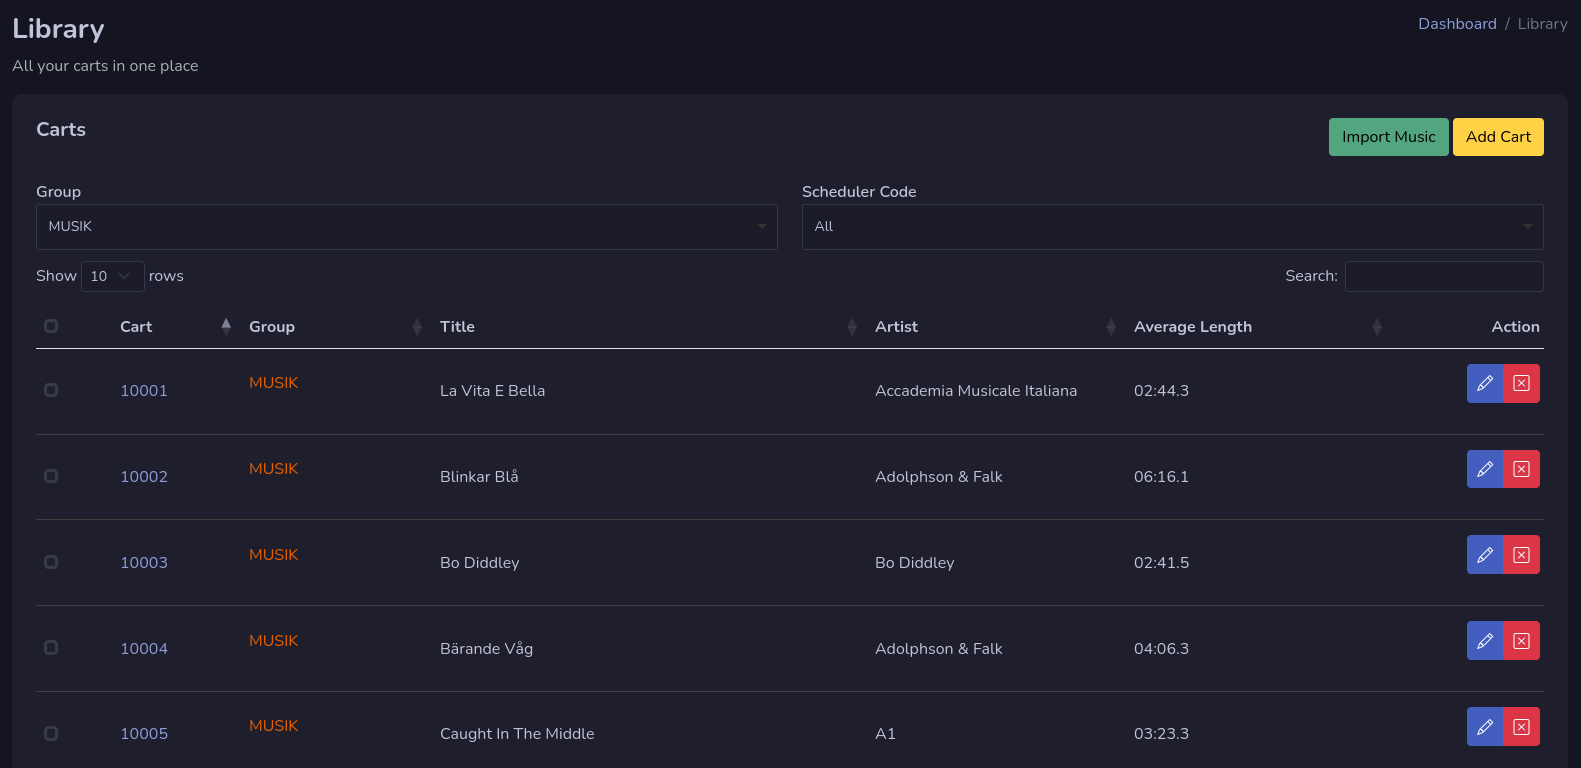 Library
Dashboard / Library
All your carts in one place
Carts
Import Music Add Cart
Group Scheduler Code
MUSIK All
Show 10 rows Search:
Cart Group Title Artist Average Length Action
10001 MUSIK La Vita E Bella Accademia Musicale Italiana 02:44.3
10002 MUSIK Blinkar Blå Adolphson & Falk 06:16.1
10003 MUSIK Bo Diddley Bo Diddley 02:41.5
10004 MUSIK Bärande Våg Adolphson & Falk 04:06.3
10005 MUSIK Caught In The Middle A1 03:23.3